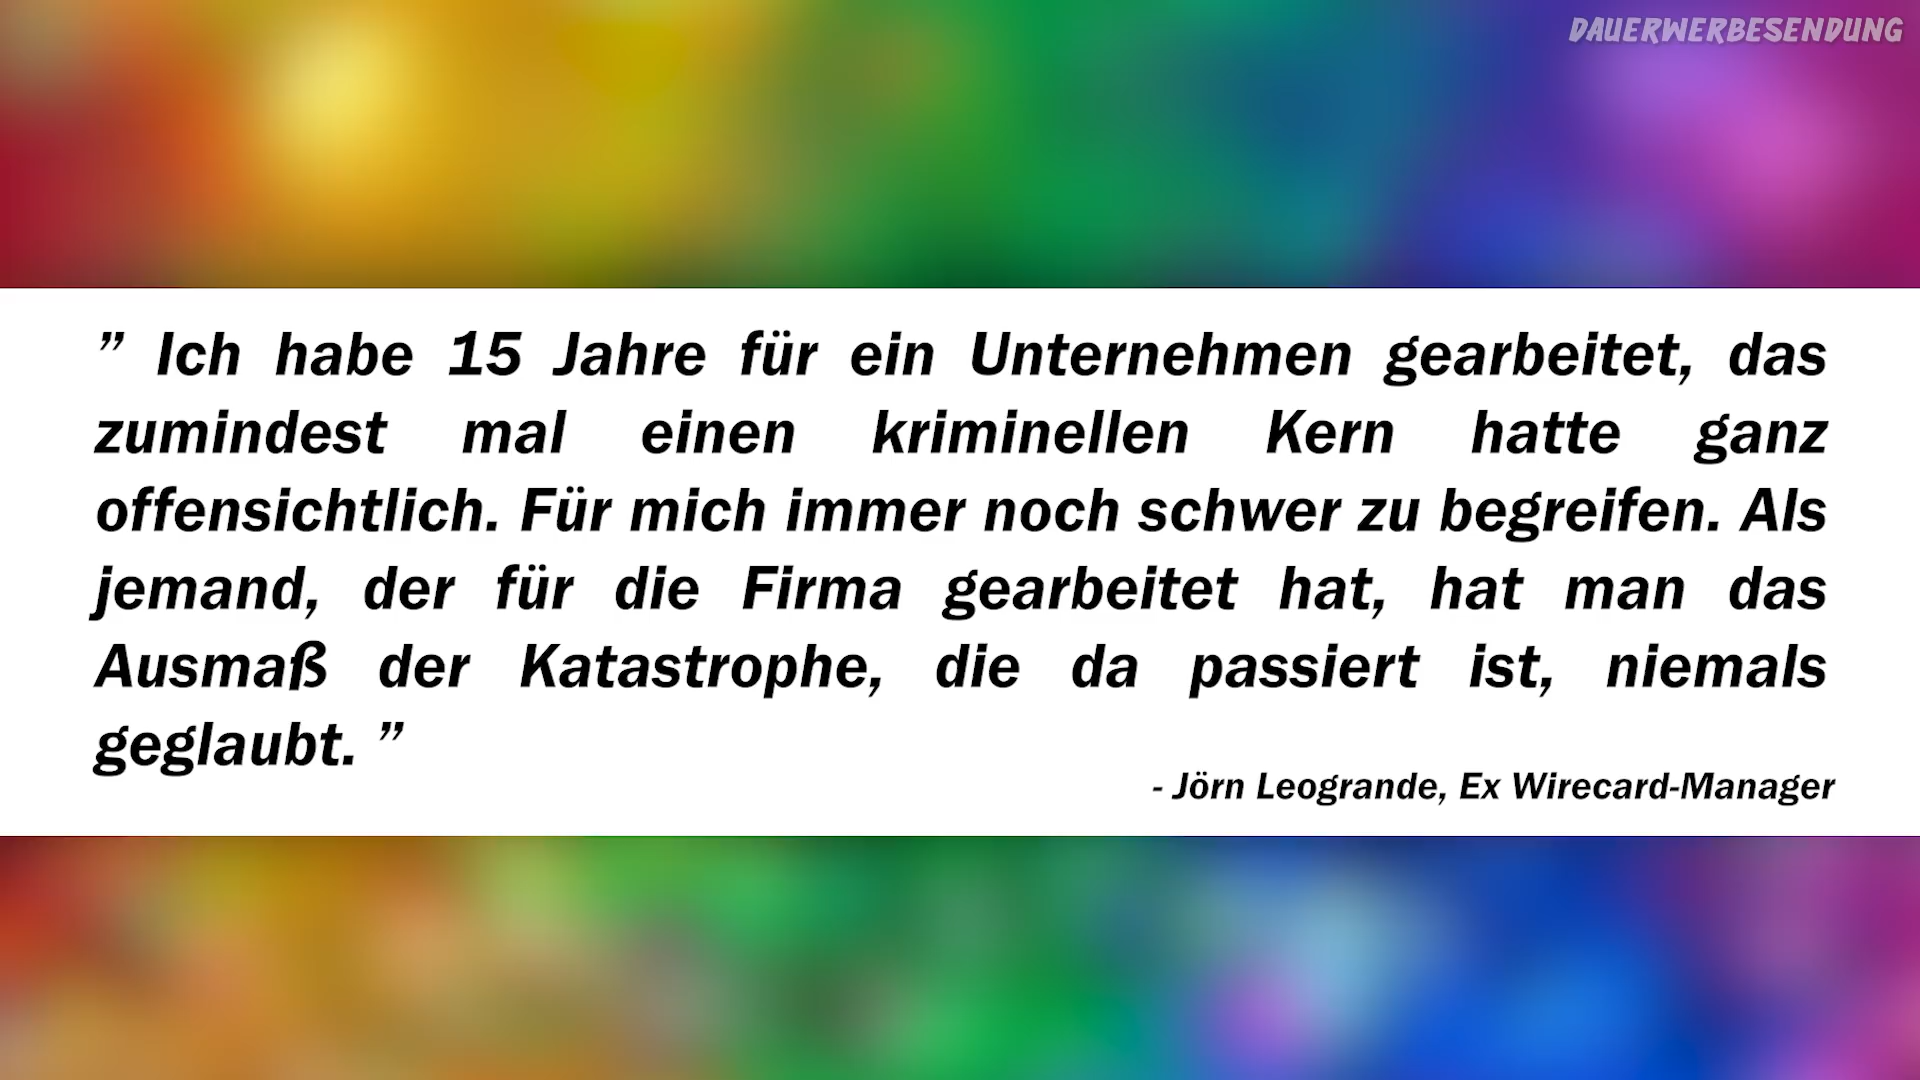 DAUERWERBESENDUNG
” Ich habe 15 Jahre für ein Unternehmen gearbeitet, das
zumindest mal einen kriminellen Kern hatte ganz
offensichtlich. Für mich immer noch schwer zu begreifen. Als
jemand, der für die Firma gearbeitet hat, hat man das
Ausmaß der Katastrophe, die da passiert ist, niemals
geglaubt. ”
- Jörn Leogrande, Ex Wirecard-Manager